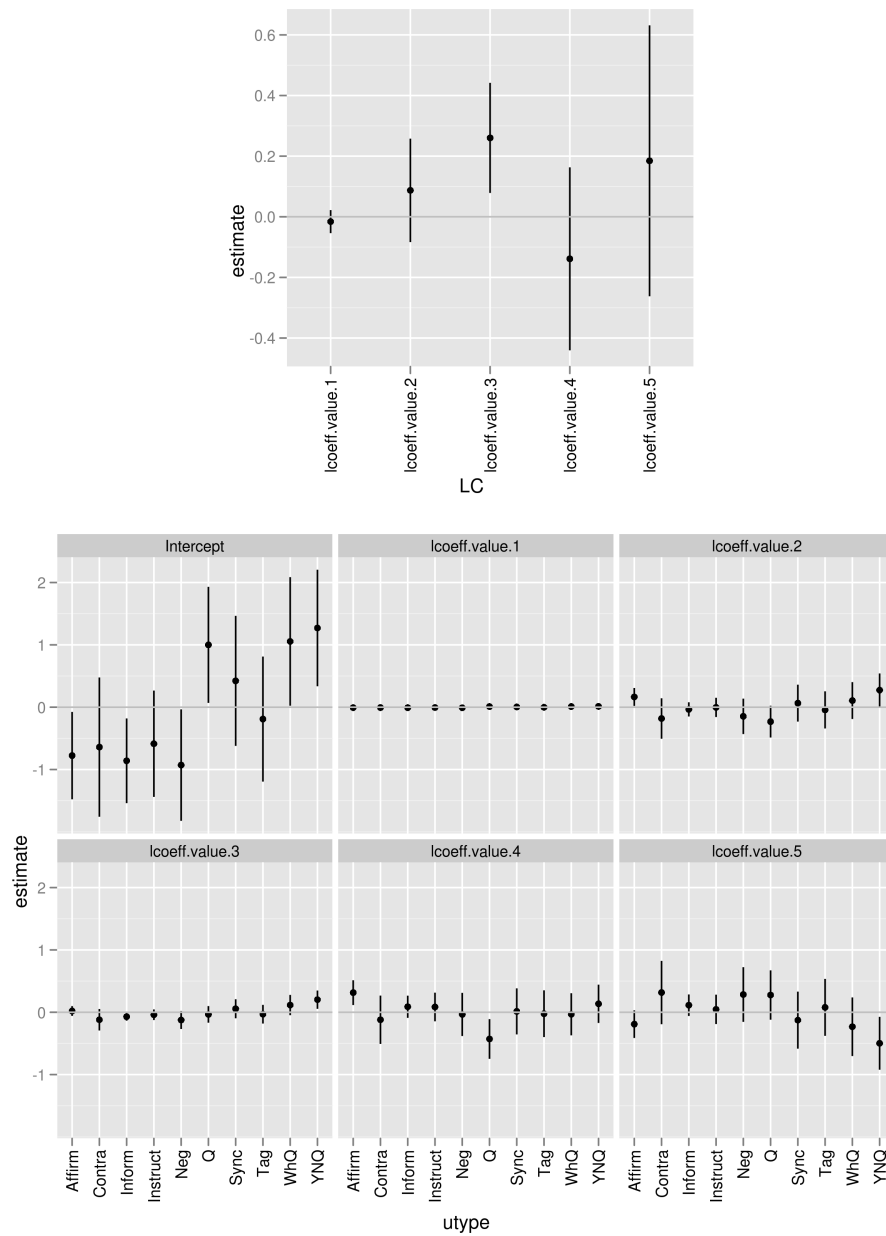 0.6
0.4
0.2
0.0
-0.2
-0.4
estimate
lcoeff.value.1
lcoeff.value.2
lcoeff.value.3
lcoeff.value.4
lcoeff.value.5
LC
Intercept
lcoeff.value.1
lcoeff.value.2
2
1
0
-1
lcoeff.value.3
lcoeff.value.4
lcoeff.value.5
2
1
0
-1
estimate
Affirm
Contra
Inform
Instruct
Neg
Q
Sync
Tag
WhQ
YNQ
Affirm
Contra
Inform
Instruct
Neg
Q
Sync
Tag
WhQ
YNQ
Affirm
Contra
Inform
Instruct
Neg
Q
Sync
Tag
WhQ
YNQ
utype